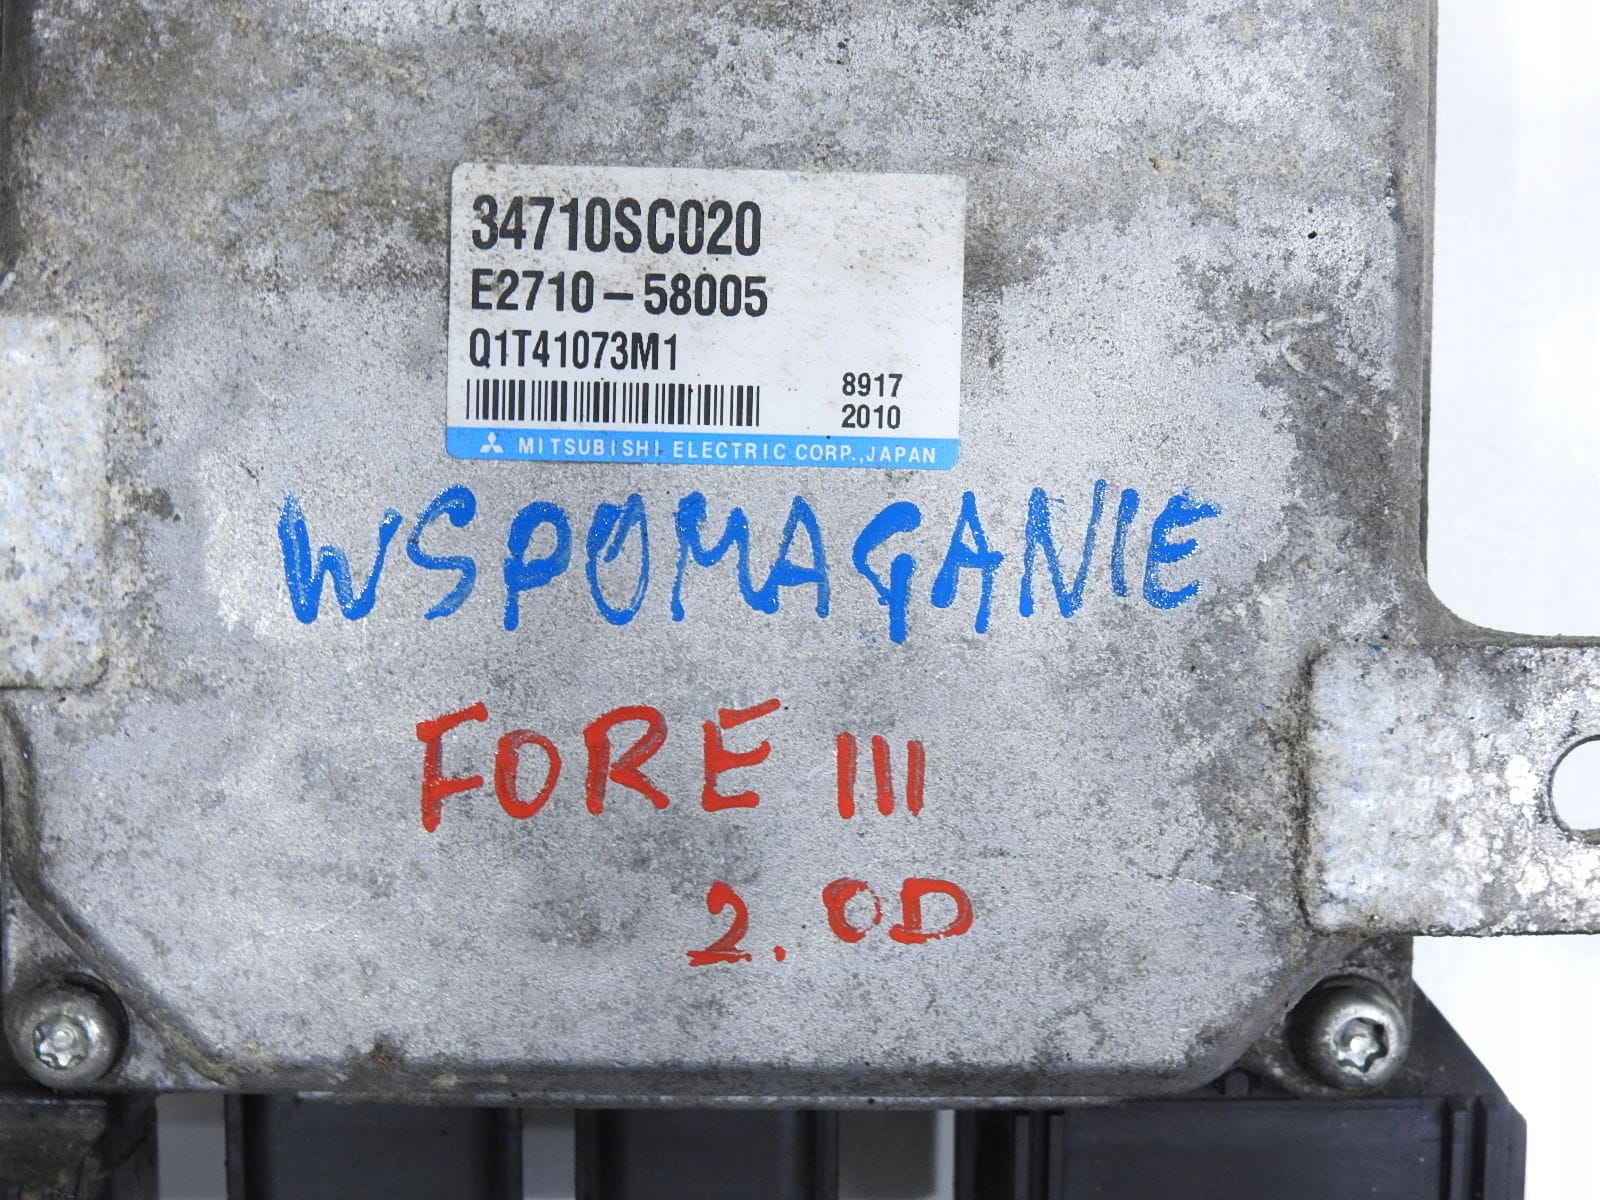 34710SC020
E2710-58005
Q1T41073M1
8917
2010
MITSUBISHI ELECTRIC CORP., JAPAN
WSPOMAGANIE
FORE III
2.0D